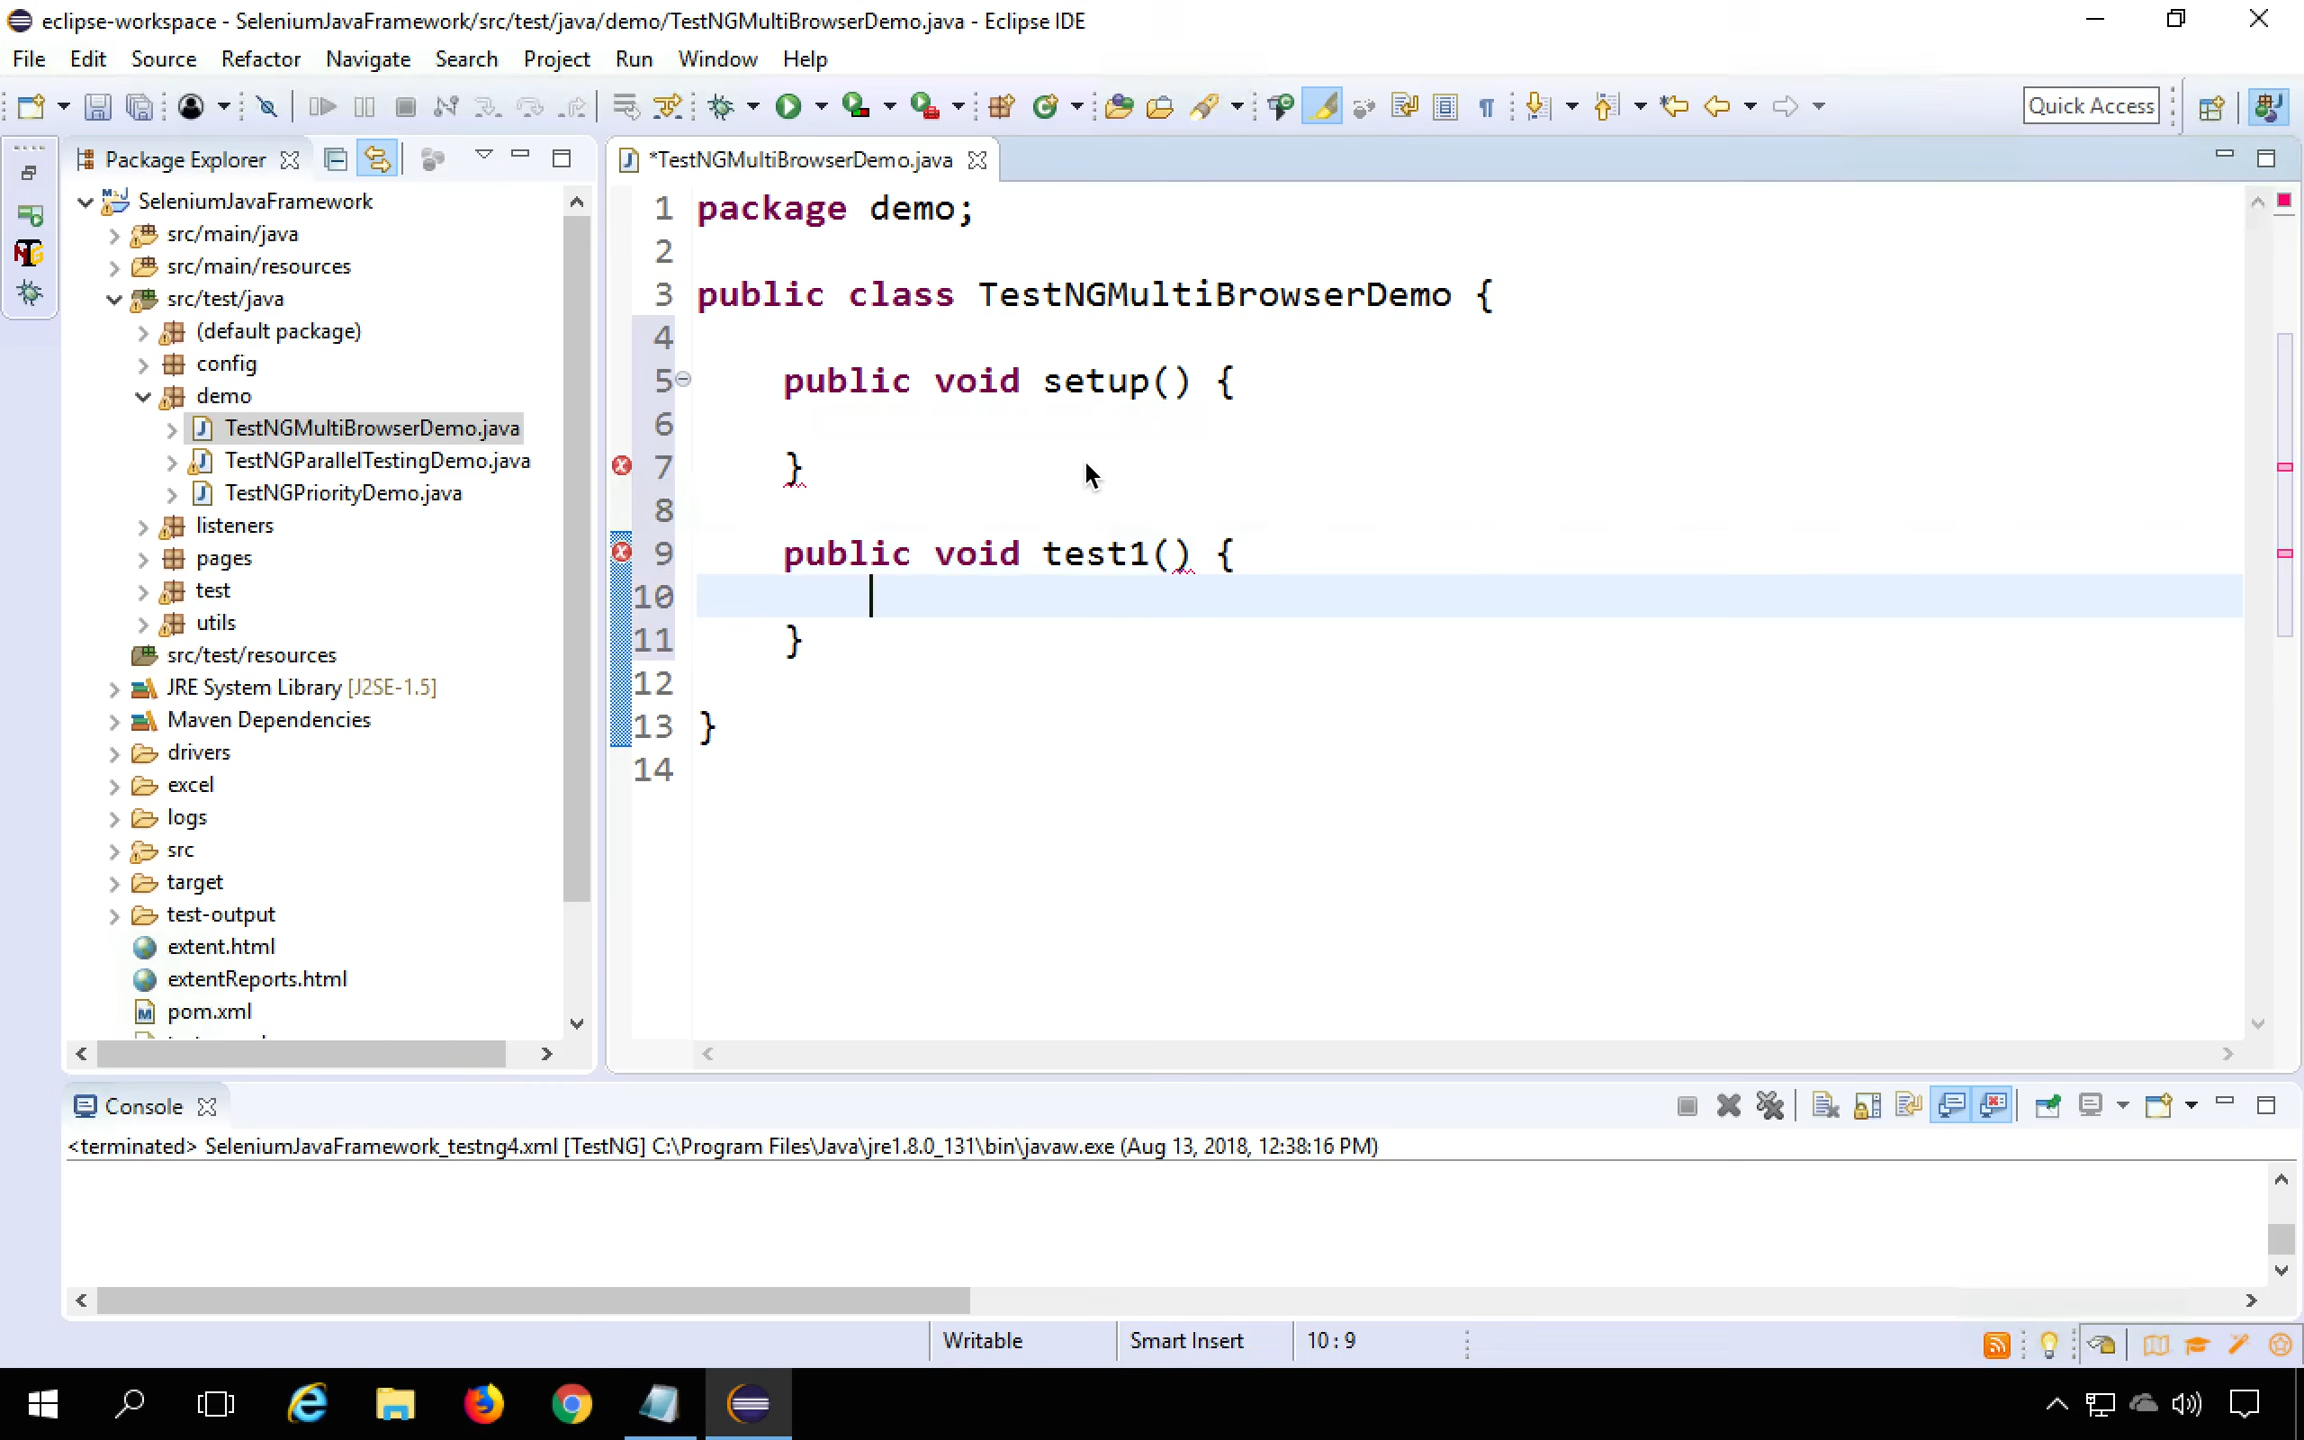 eclipse-workspace - SeleniumJavaFramework/src/test/java/demo/TestNGMultiBrowserDemo.java - Eclipse IDE
File Edit Source Refactor Navigate Search Project Run Window Help
Quick Access
Package Explorer
*TestNGMultiBrowserDemo.java
SeleniumJavaFramework
src/main/java
src/main/resources
src/test/java
(default package)
config
demo
TestNGMultiBrowserDemo.java
TestNGParallelTestingDemo.java
TestNGPriorityDemo.java
listeners
pages
test
utils
src/test/resources
JRE System Library [J2SE-1.5]
Maven Dependencies
drivers
excel
logs
src
target
test-output
extent.html
extentReports.html
pom.xml
1 package demo;
2
3 public class TestNGMultiBrowserDemo {
4
5 public void setup() {
6
7 }
8
9 public void test1() {
10
11 }
12
13 }
14
Console
<terminated> SeleniumJavaFramework_testng4.xml [TestNG] C:\Program Files\Java\jre1.8.0_131\bin\javaw.exe (Aug 13, 2018, 12:38:16 PM)
Writable Smart Insert 10 : 9